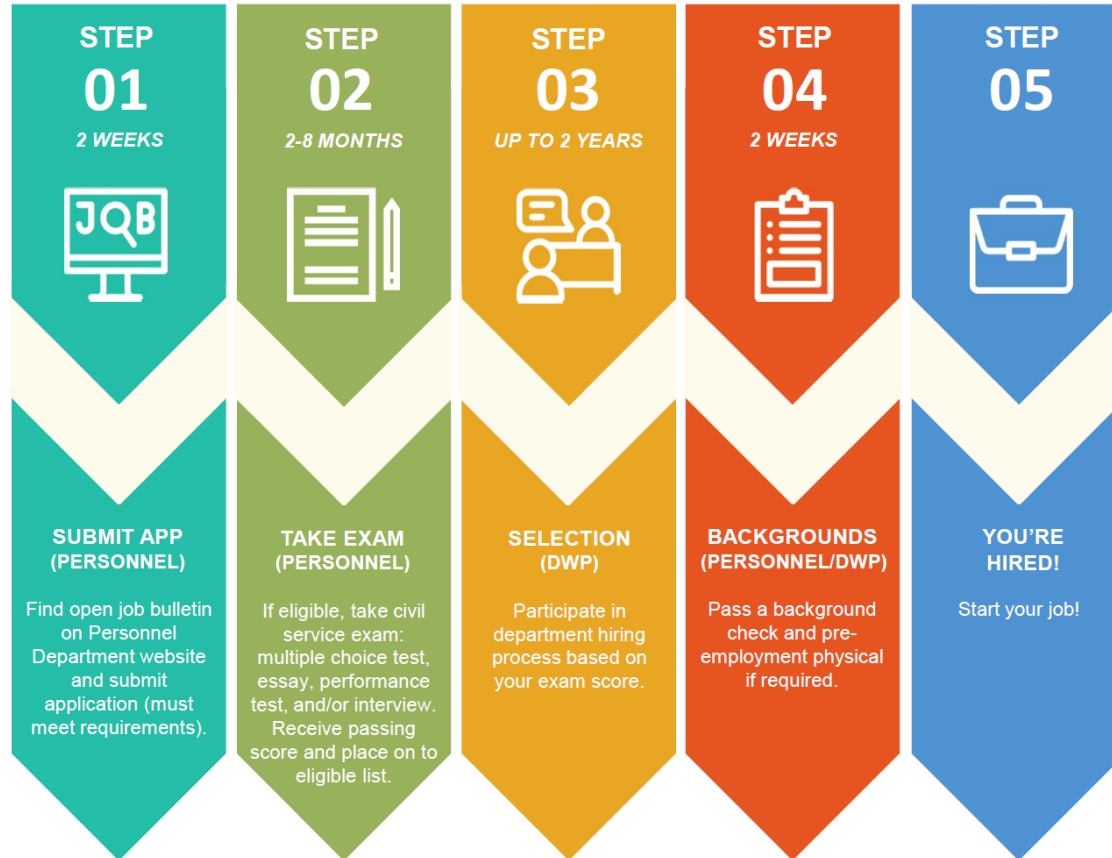 STEP
01
2 WEEKS
JOB
SUBMIT APP
(PERSONNEL)
Find open job bulletin
on Personnel
Department website
and submit
application (must
meet requirements).
STEP
02
2-8 MONTHS
TAKE EXAM
(PERSONNEL)
If eligible, take civil
service exam:
multiple choice test,
essay, performance
test, and/or interview.
Receive passing
score and place on to
eligible list.
STEP
03
UP TO 2 YEARS
SELECTION
(DWP)
Participate in
department hiring
process based on
your exam score.
STEP
04
2 WEEKS
BACKGROUNDS
(PERSONNEL/DWP)
Pass a background
check and pre-
employment physical
if required.
STEP
05
YOU’RE
HIRED!
Start your job!